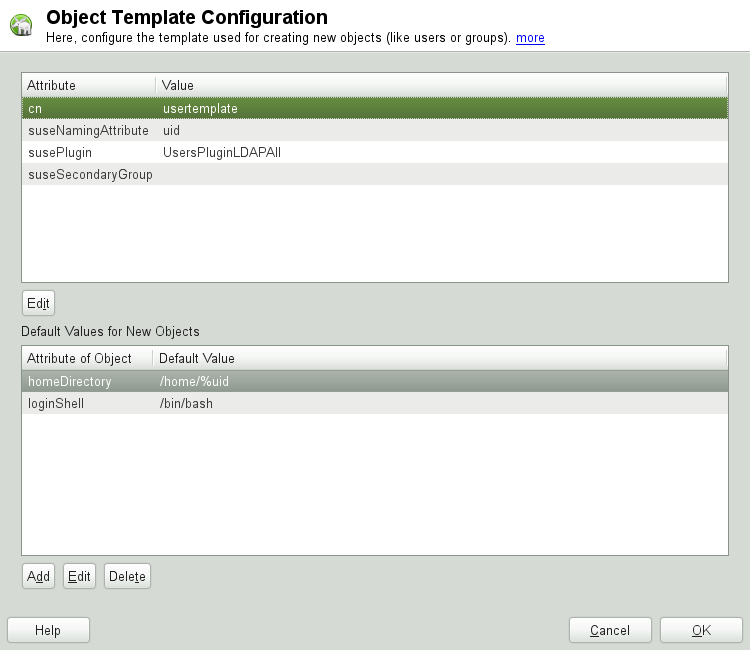 Object Template Configuration
Here, configure the template used for creating new objects (like users or groups). more
Attribute Value
cn usertemplate
suseNamingAttribute uid
susePlugin UsersPluginLDAPAll
suseSecondaryGroup
Edit
Default Values for New Objects
Attribute of Object Default Value
homeDirectory /home/%uid
loginShell /bin/bash
Add Edit Delete
Help Cancel OK